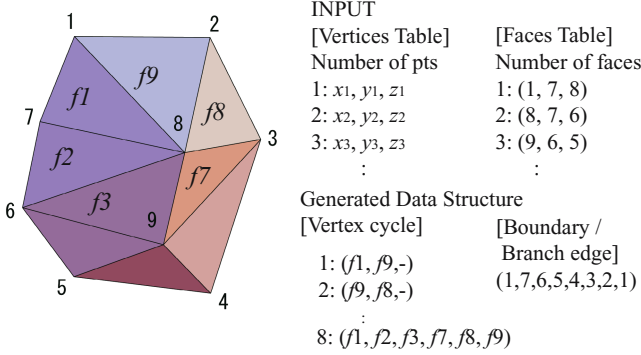 1
2
f9
f1
f8
7
8
3
f2
f7
f3
6
9
5
4
INPUT
[Vertices Table]
Number of pts
1: x1, y1, z1
2: x2, y2, z2
3: x3, y3, z3
:
[Faces Table]
Number of faces
1: (1, 7, 8)
2: (8, 7, 6)
3: (9, 6, 5)
:
Generated Data Structure
[Vertex cycle]
1: (f1, f9,-)
2: (f9, f8,-)
:
8: (f1, f2, f3, f7, f8, f9)
[Boundary /
Branch edge]
(1,7,6,5,4,3,2,1)